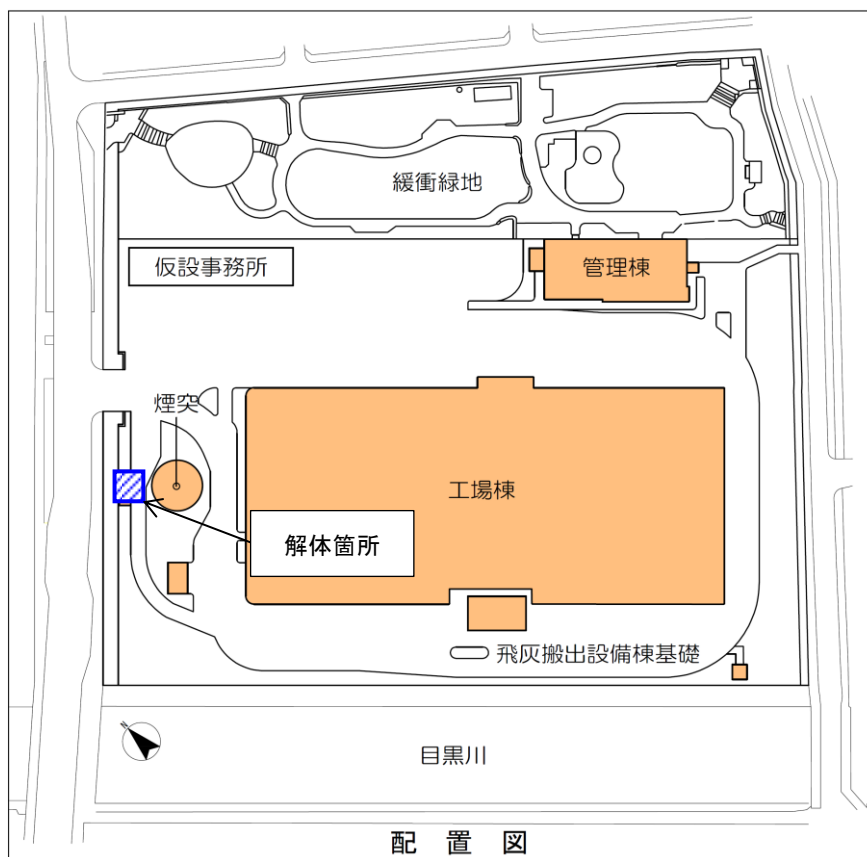 緩衝緑地
仮設事務所
管理棟
煙突
工場棟
解体箇所
飛灰搬出設備棟基礎
N
目黒川
配 置 図